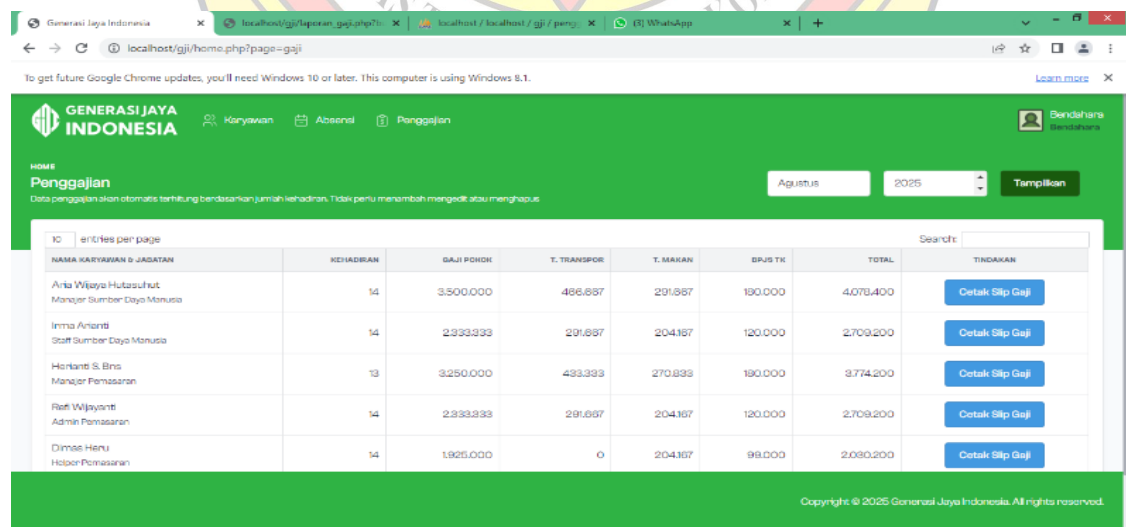 Generasi Jaya Indonesia
localhost/gji/laporan_gaji.php?b
localhost / localhost / gji / peng
(3) WhatsApp
localhost/gji/home.php?page=gaji
To get future Google Chrome updates, you'll need Windows 10 or later. This computer is using Windows 8.1.
Learn more
GENERASI JAYA
INDONESIA
Karyawan Absensi Penggajian
Bendahara
Bendahara
HOME
Penggajian
Data penggajian akan otomatis terhitung berdasarkan jumlah kehadiran. Tidak perlu menambah mengedit atau menghapus
Agustus 2025 Tampilkan
10 entries per page Search:
NAMA KARYAWAN & JABATAN KEHADIRAN GAJI POKOK T. TRANSPOR T. MAKAN BPJS TK TOTAL TINDAKAN
Aria Wijaya Hutasuhut 14 3.500.000 466.667 291.667 180.000 4.078.400 Cetak Slip Gaji
Manajer Sumber Daya Manusia
Irma Arianti 14 2.333.333 291.667 204.167 120.000 2.709.200 Cetak Slip Gaji
Staff Sumber Daya Manusia
Herianti S. Bns 13 3.250.000 433.333 270.833 180.000 3.774.200 Cetak Slip Gaji
Manajer Pemasaran
Refi Wijayanti 14 2.333.333 291.667 204.167 120.000 2.709.200 Cetak Slip Gaji
Admin Pemasaran
Dimas Heru 14 1.925.000 0 204.167 99.000 2.030.200 Cetak Slip Gaji
Helper Pemasaran
Copyright © 2025 Generasi Jaya Indonesia. All rights reserved.